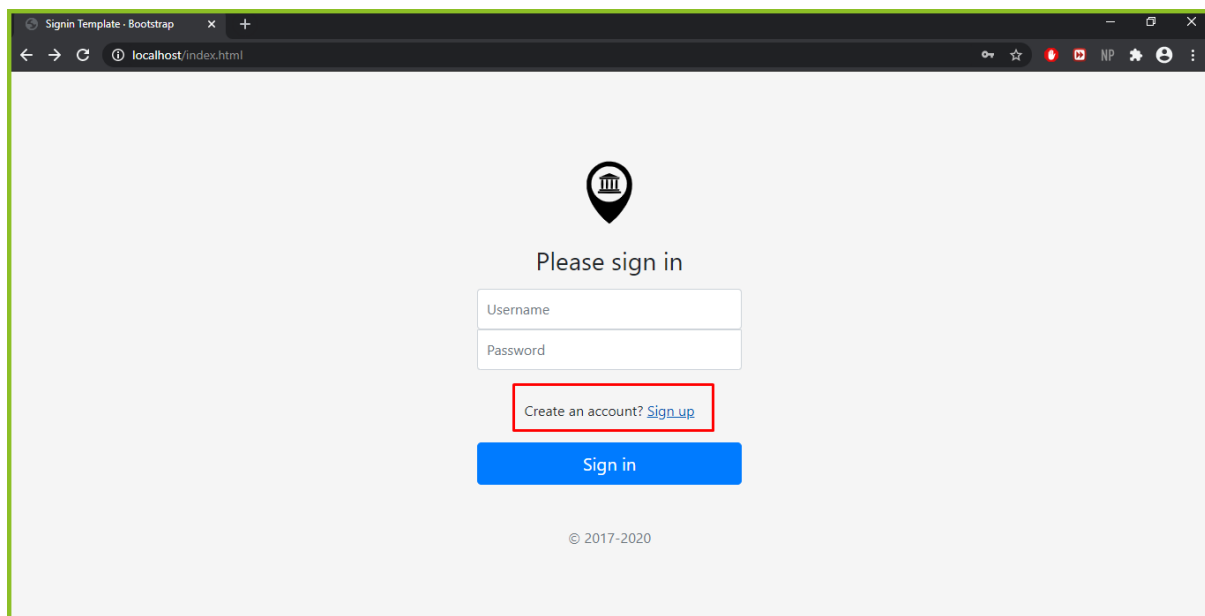 Signin Template · Bootstrap
localhost/index.html
NP
Please sign in
Username
Password
Create an account? Sign up
Sign in
© 2017-2020